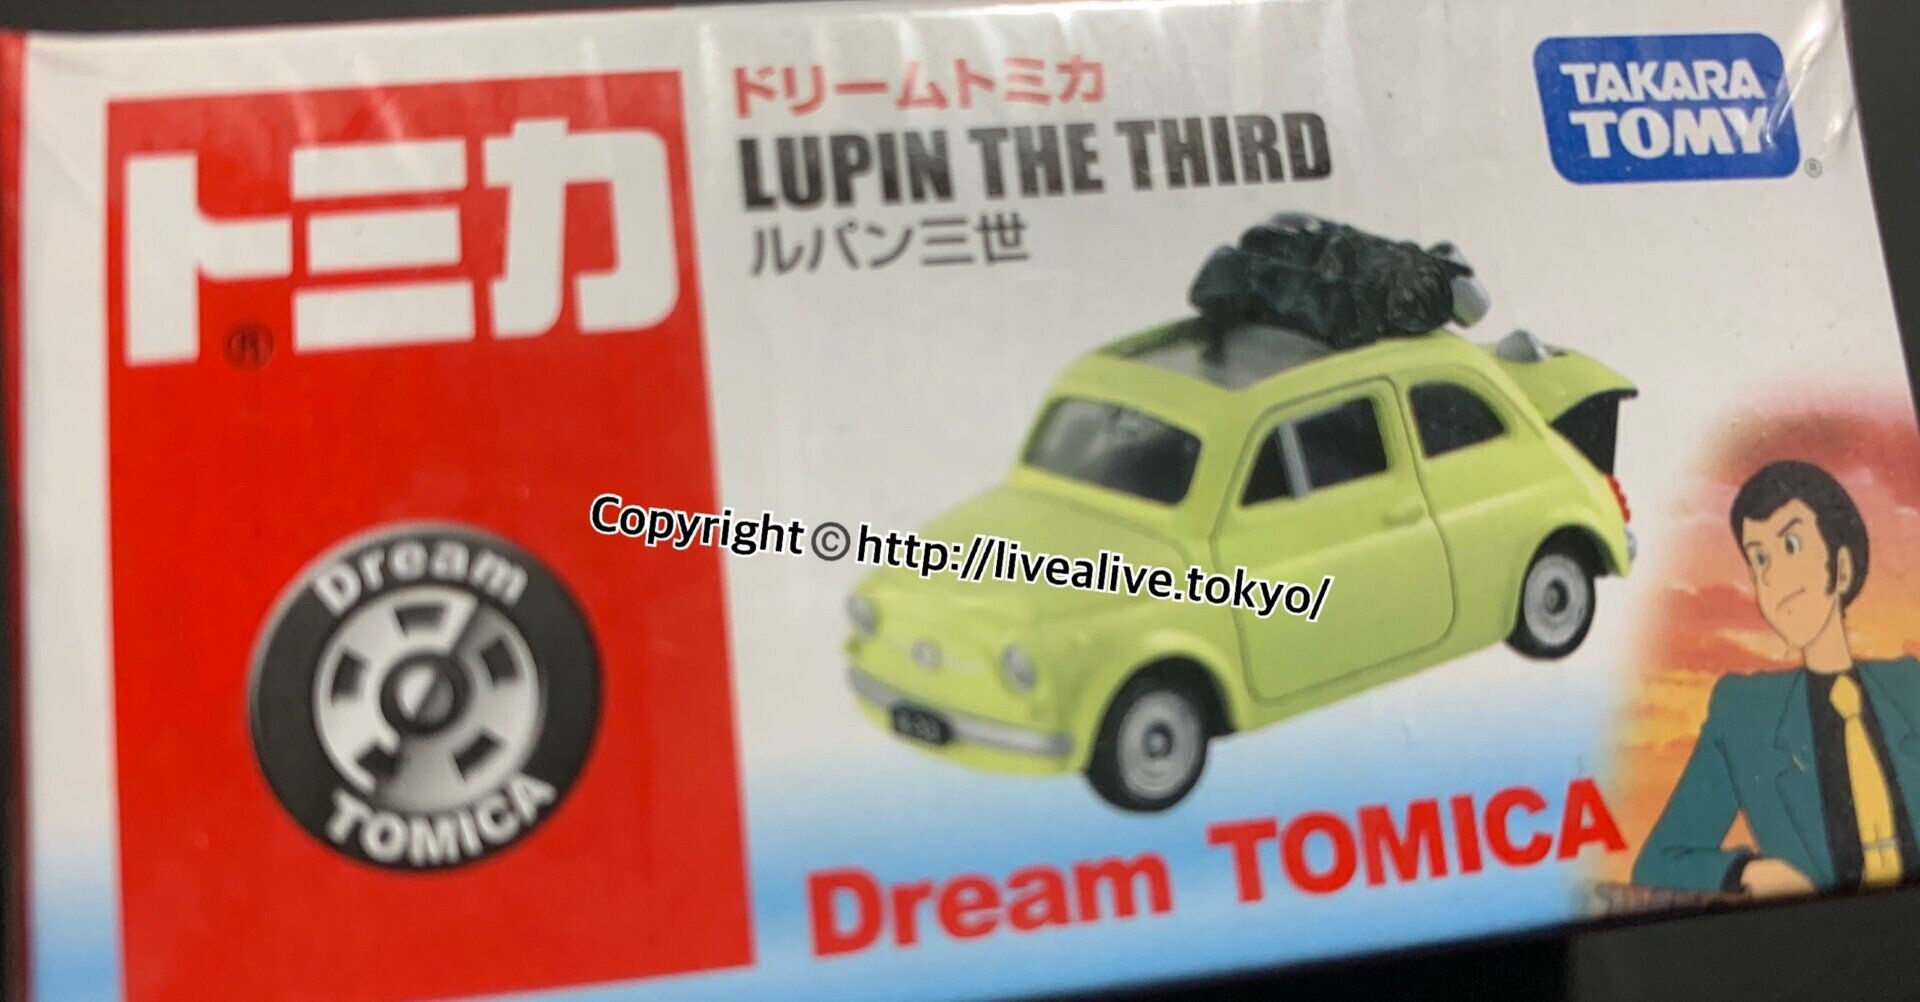 トミカ
®
ドリームトミカ
LUPIN THE THIRD
ルパン三世
TAKARA
TOMY
®
Copyright©http://livealive.tokyo/
Dream
TOMICA
Dream TOMICA